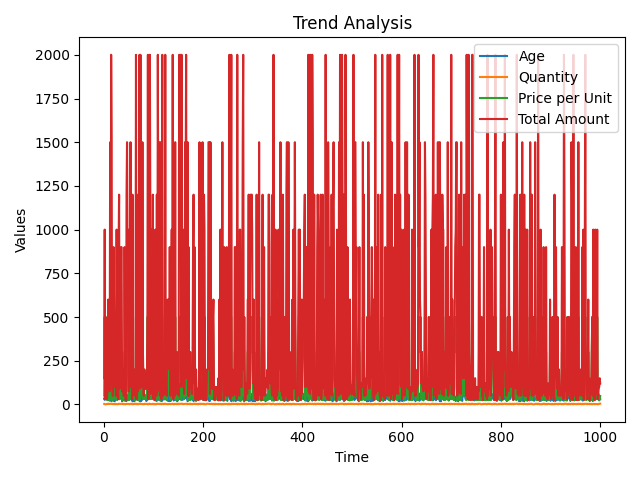 Trend Analysis
2000
1750
1500
1250
1000
750
500
250
0
Values
0 200 400 600 800 1000
Time
Age
Quantity
Price per Unit
Total Amount